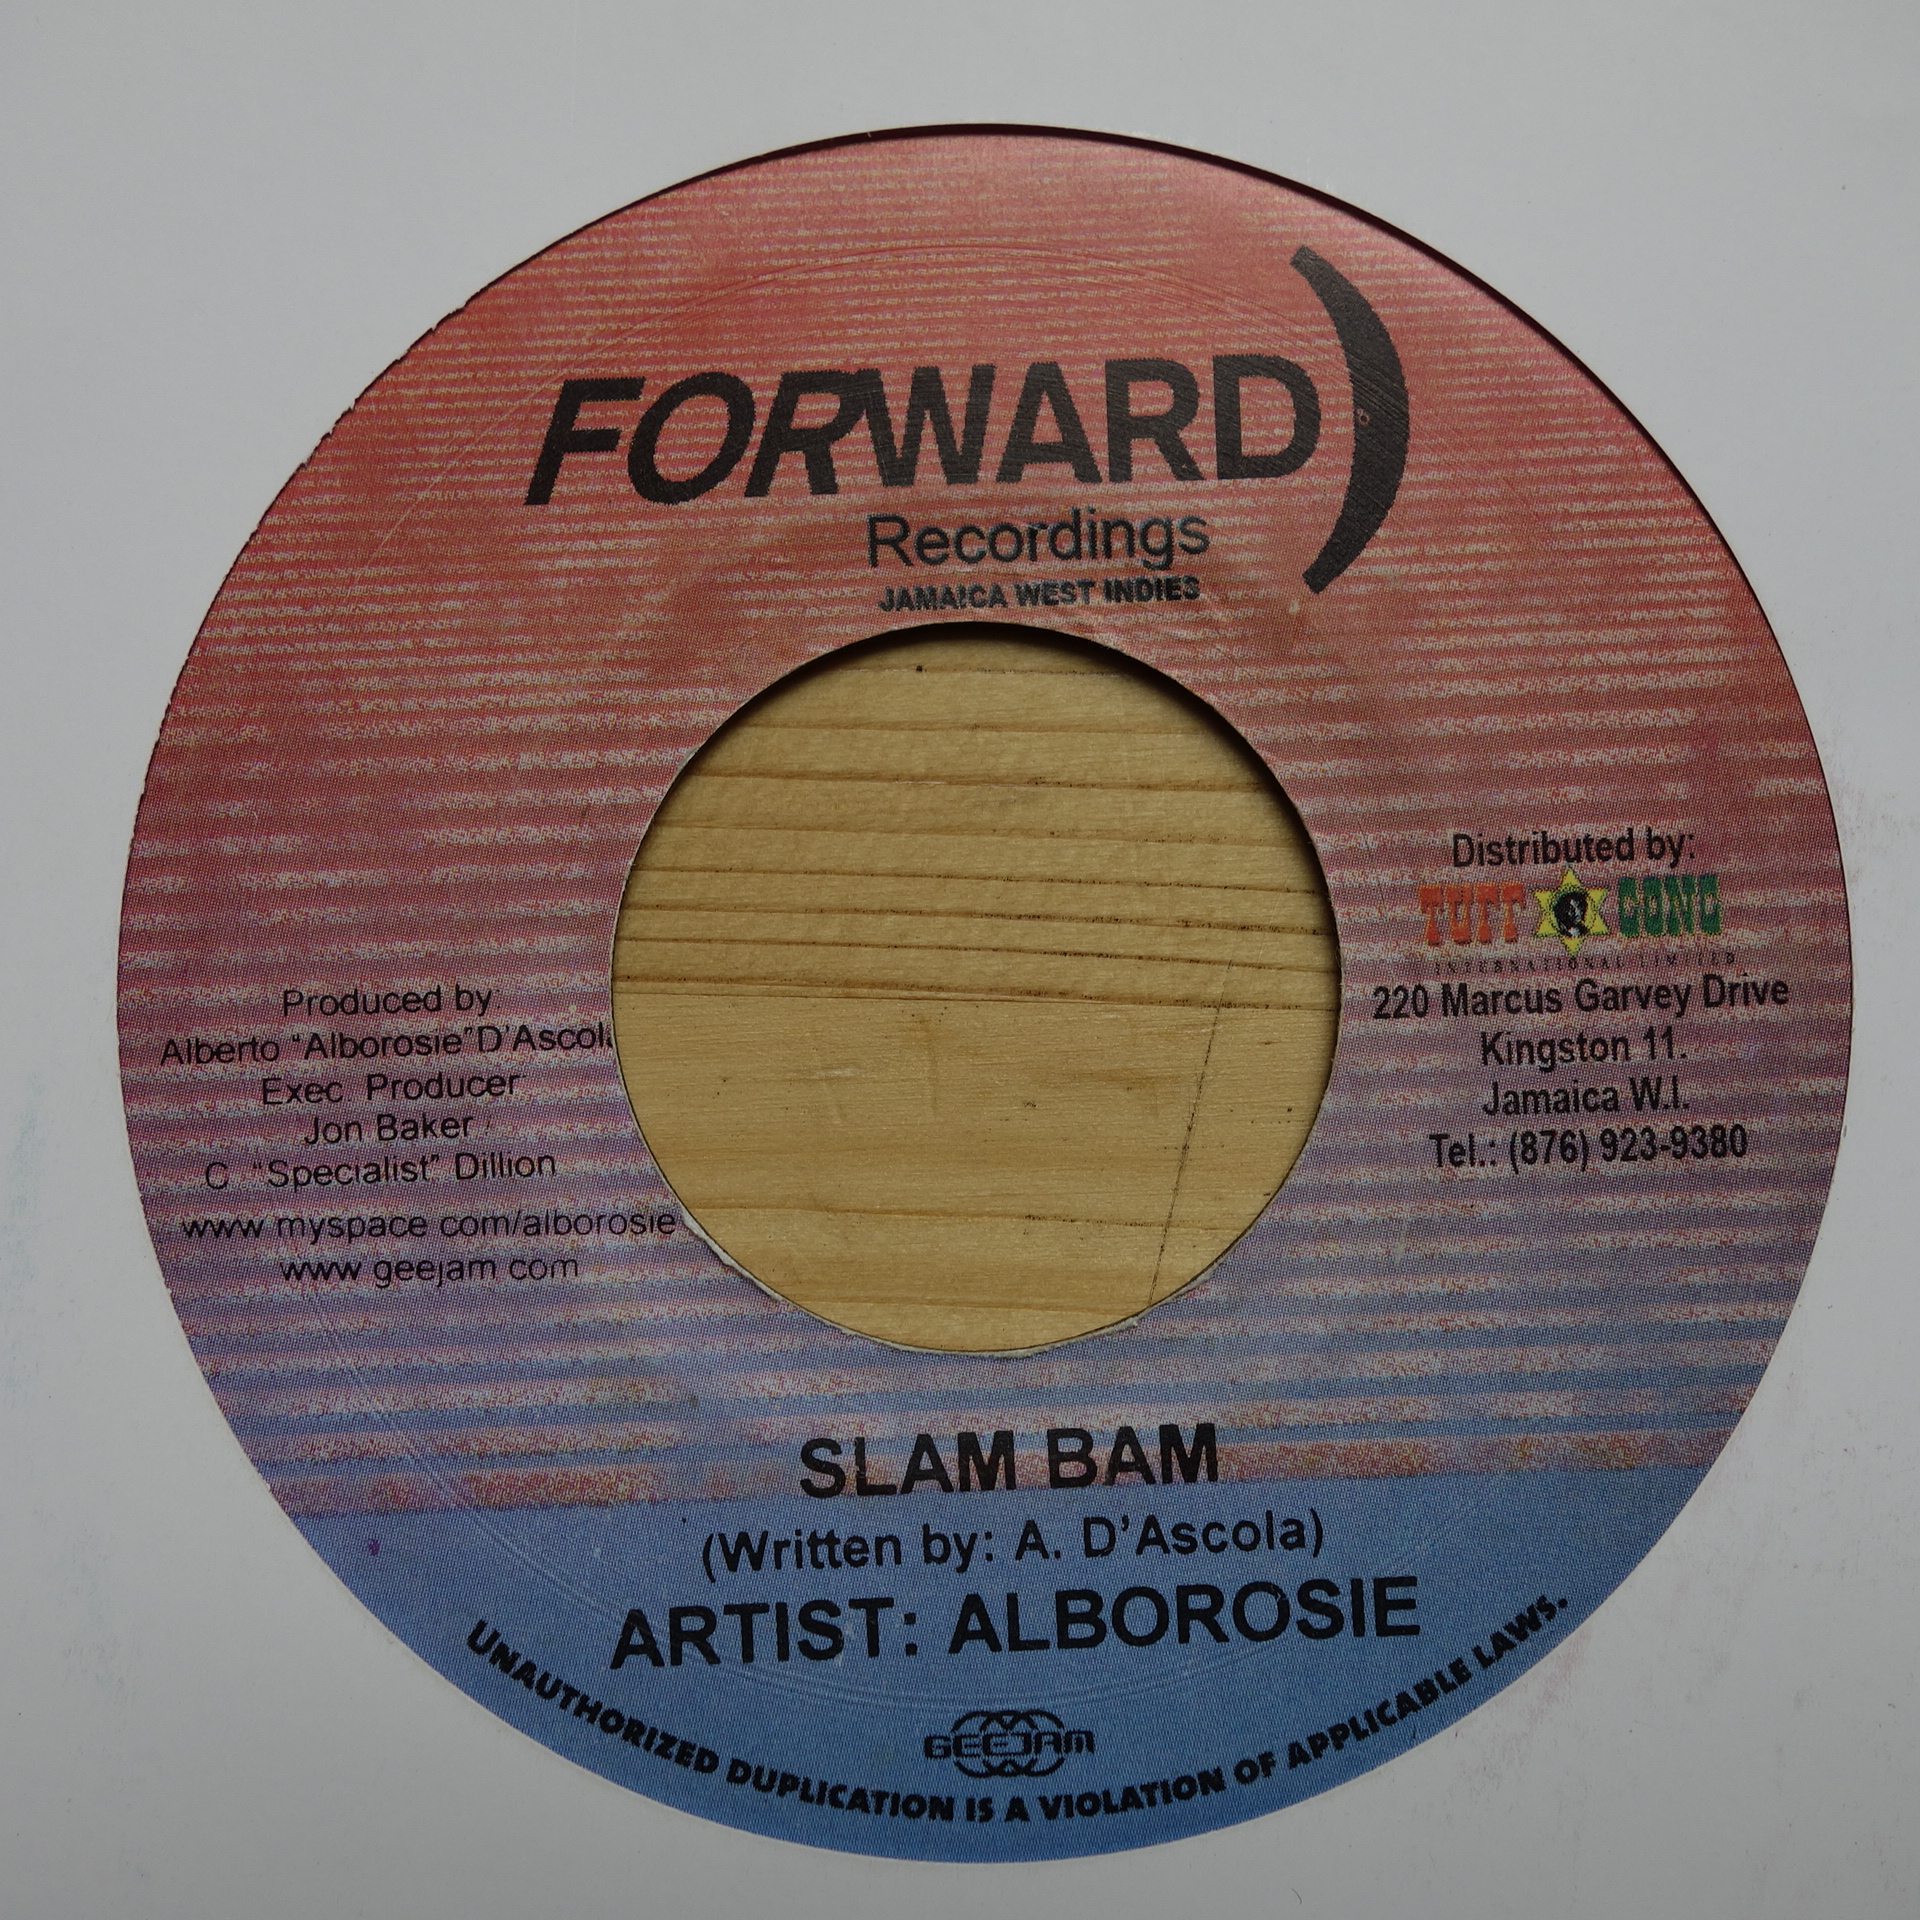 FORWARD)
Recordings
JAMAICA WEST INDIES
Distributed by:
TUFF GONG
INTERNATIONAL LIMITED
220 Marcus Garvey Drive
Kingston 11.
Jamaica W.I.
Tel.: (876) 923-9380
Produced by
Alberto "Alborosie"D'Ascola
Exec Producer
Jon Baker
C "Specialist" Dillion
www myspace com/alborosie
www geejam com
SLAM BAM
(Written by: A. D'Ascola)
ARTIST: ALBOROSIE
GEEJAM
UNAUTHORIZED DUPLICATION IS A VIOLATION OF APPLICABLE LAWS.